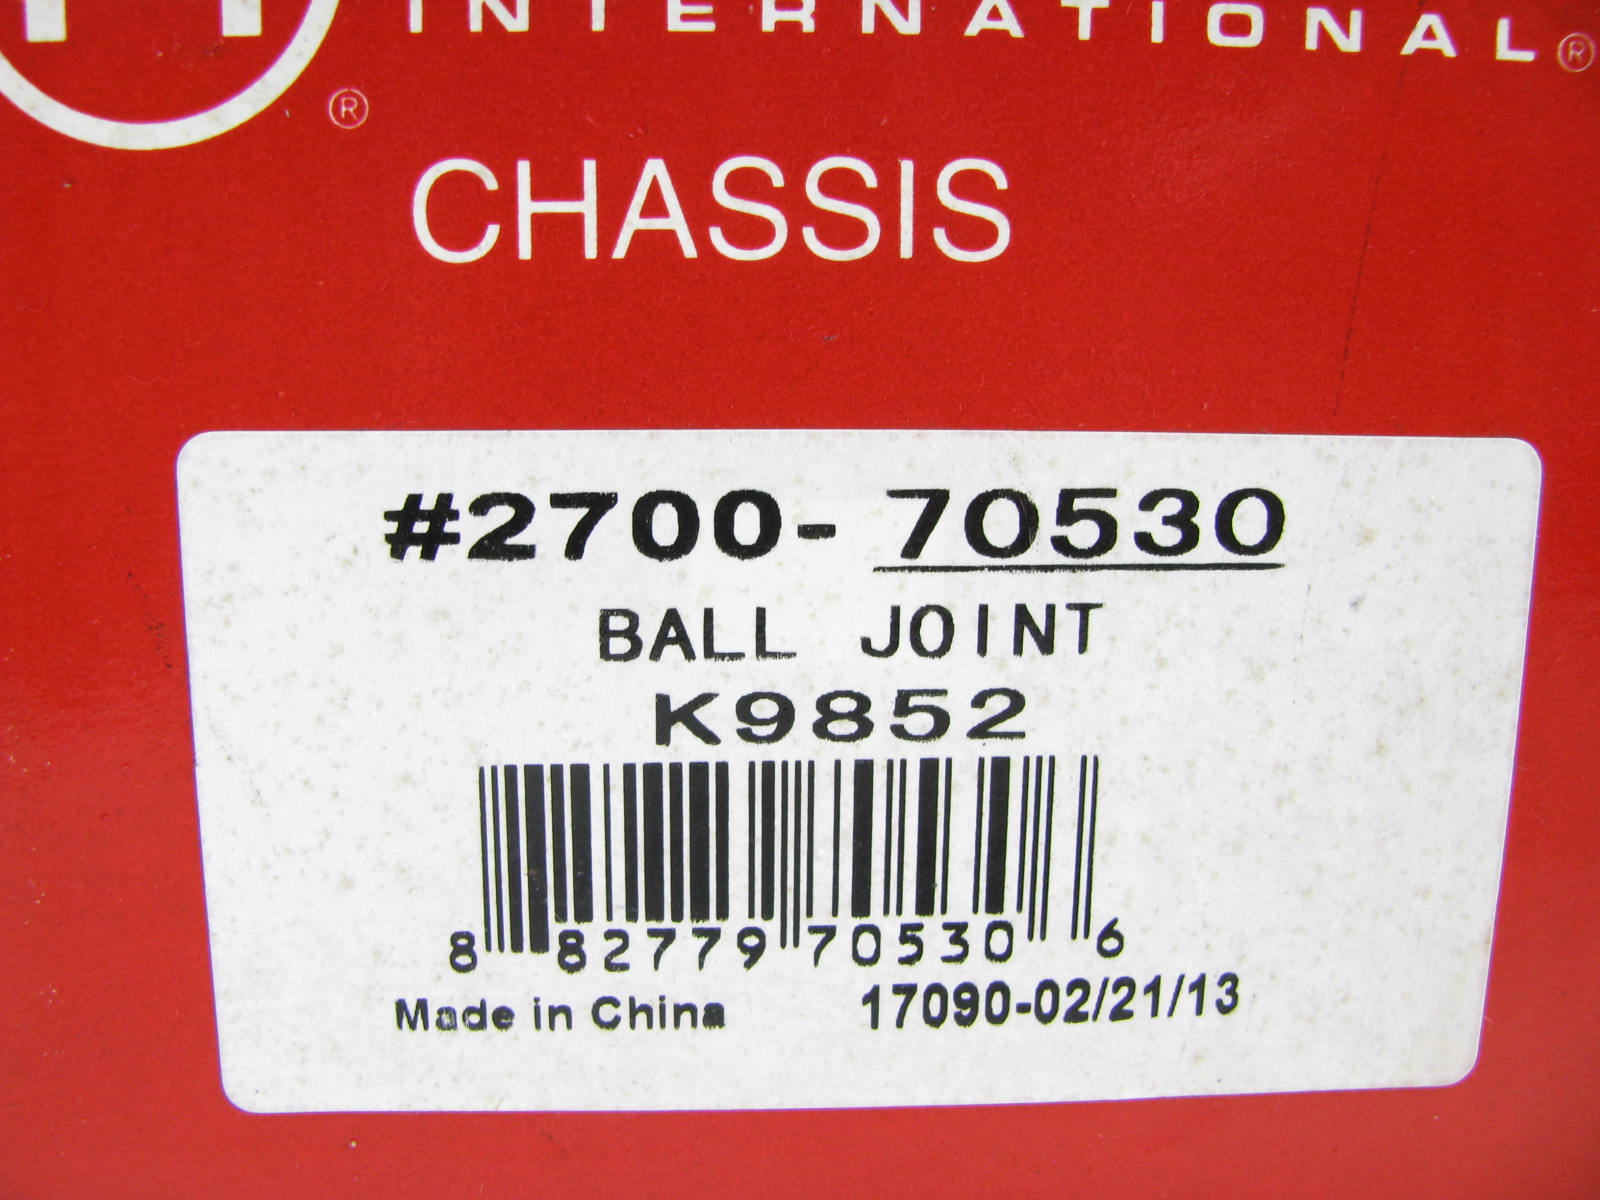 INTERNATIONAL®
®
CHASSIS
#2700-70530
BALL JOINT
K9852
8 82779 70530 6
Made in China 17090-02/21/13